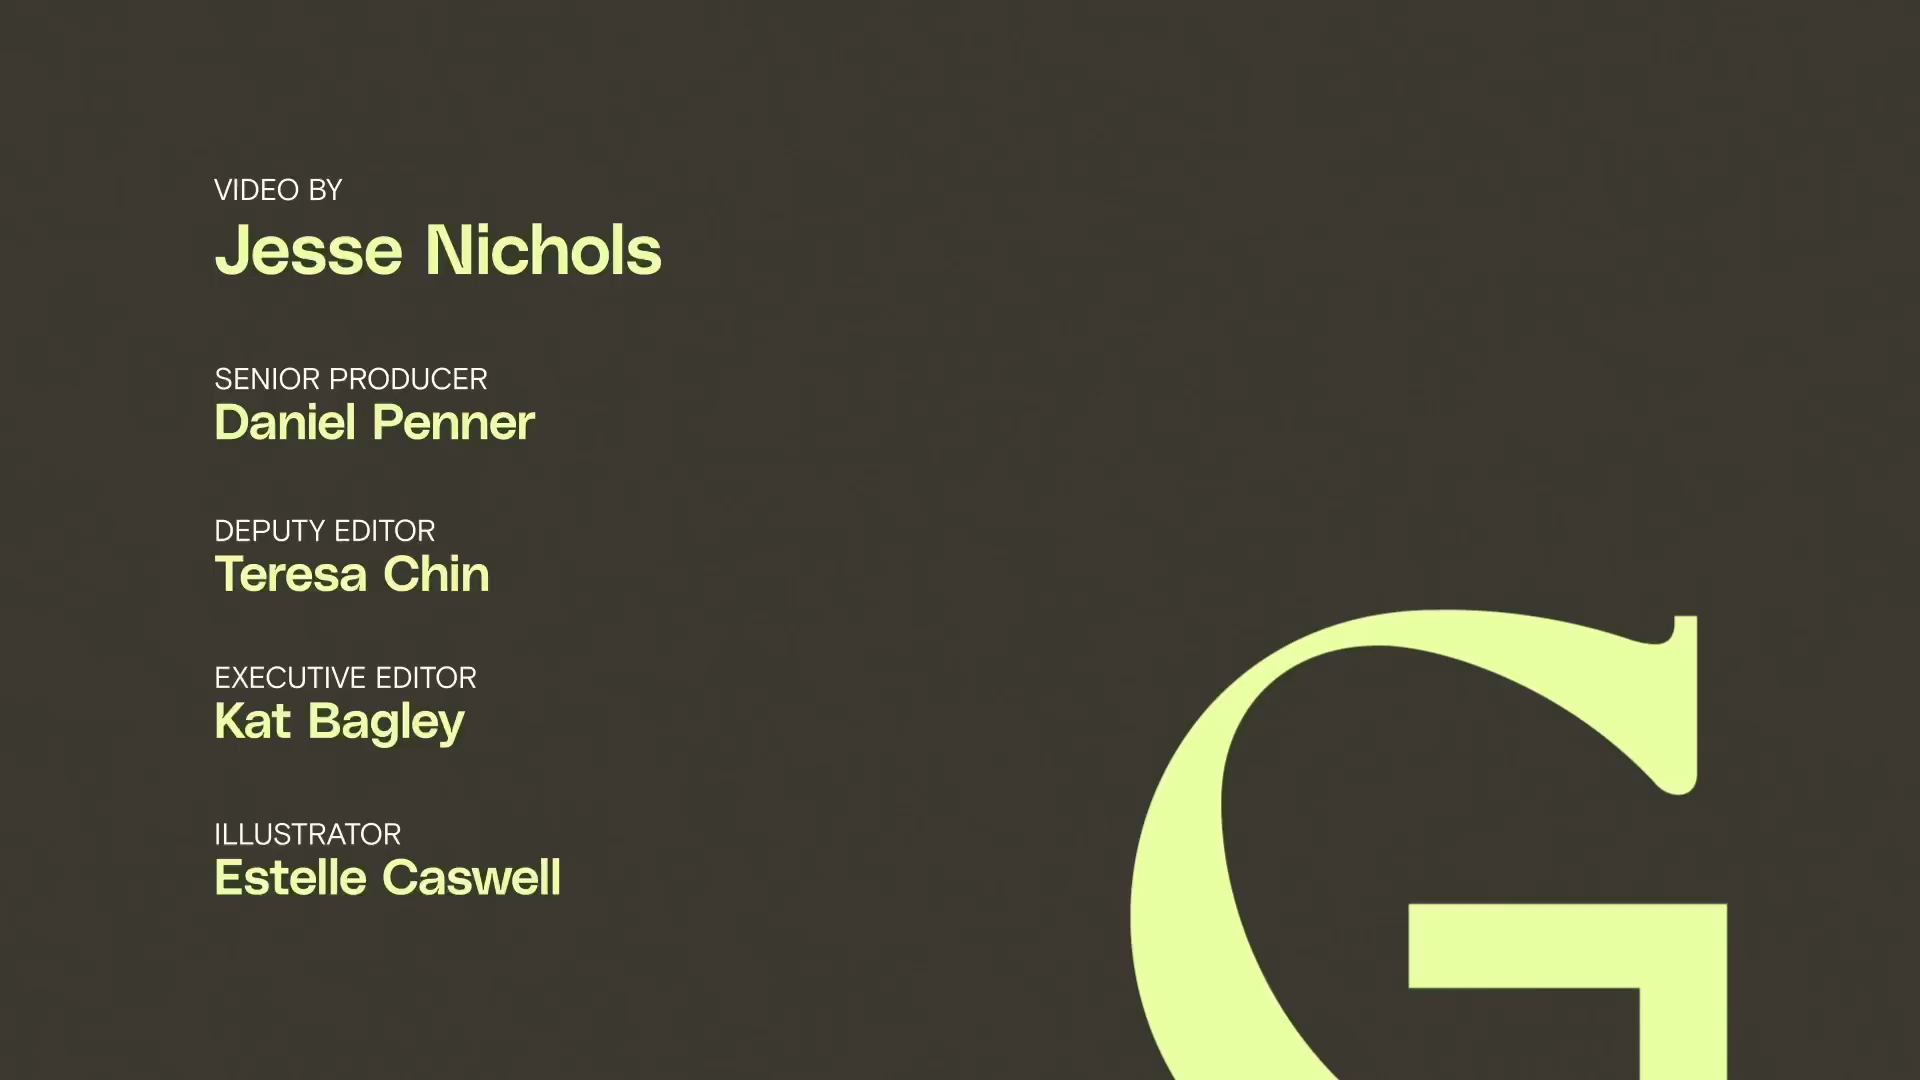 VIDEO BY
Jesse Nichols
SENIOR PRODUCER
Daniel Penner
DEPUTY EDITOR
Teresa Chin
EXECUTIVE EDITOR
Kat Bagley
ILLUSTRATOR
Estelle Caswell
G